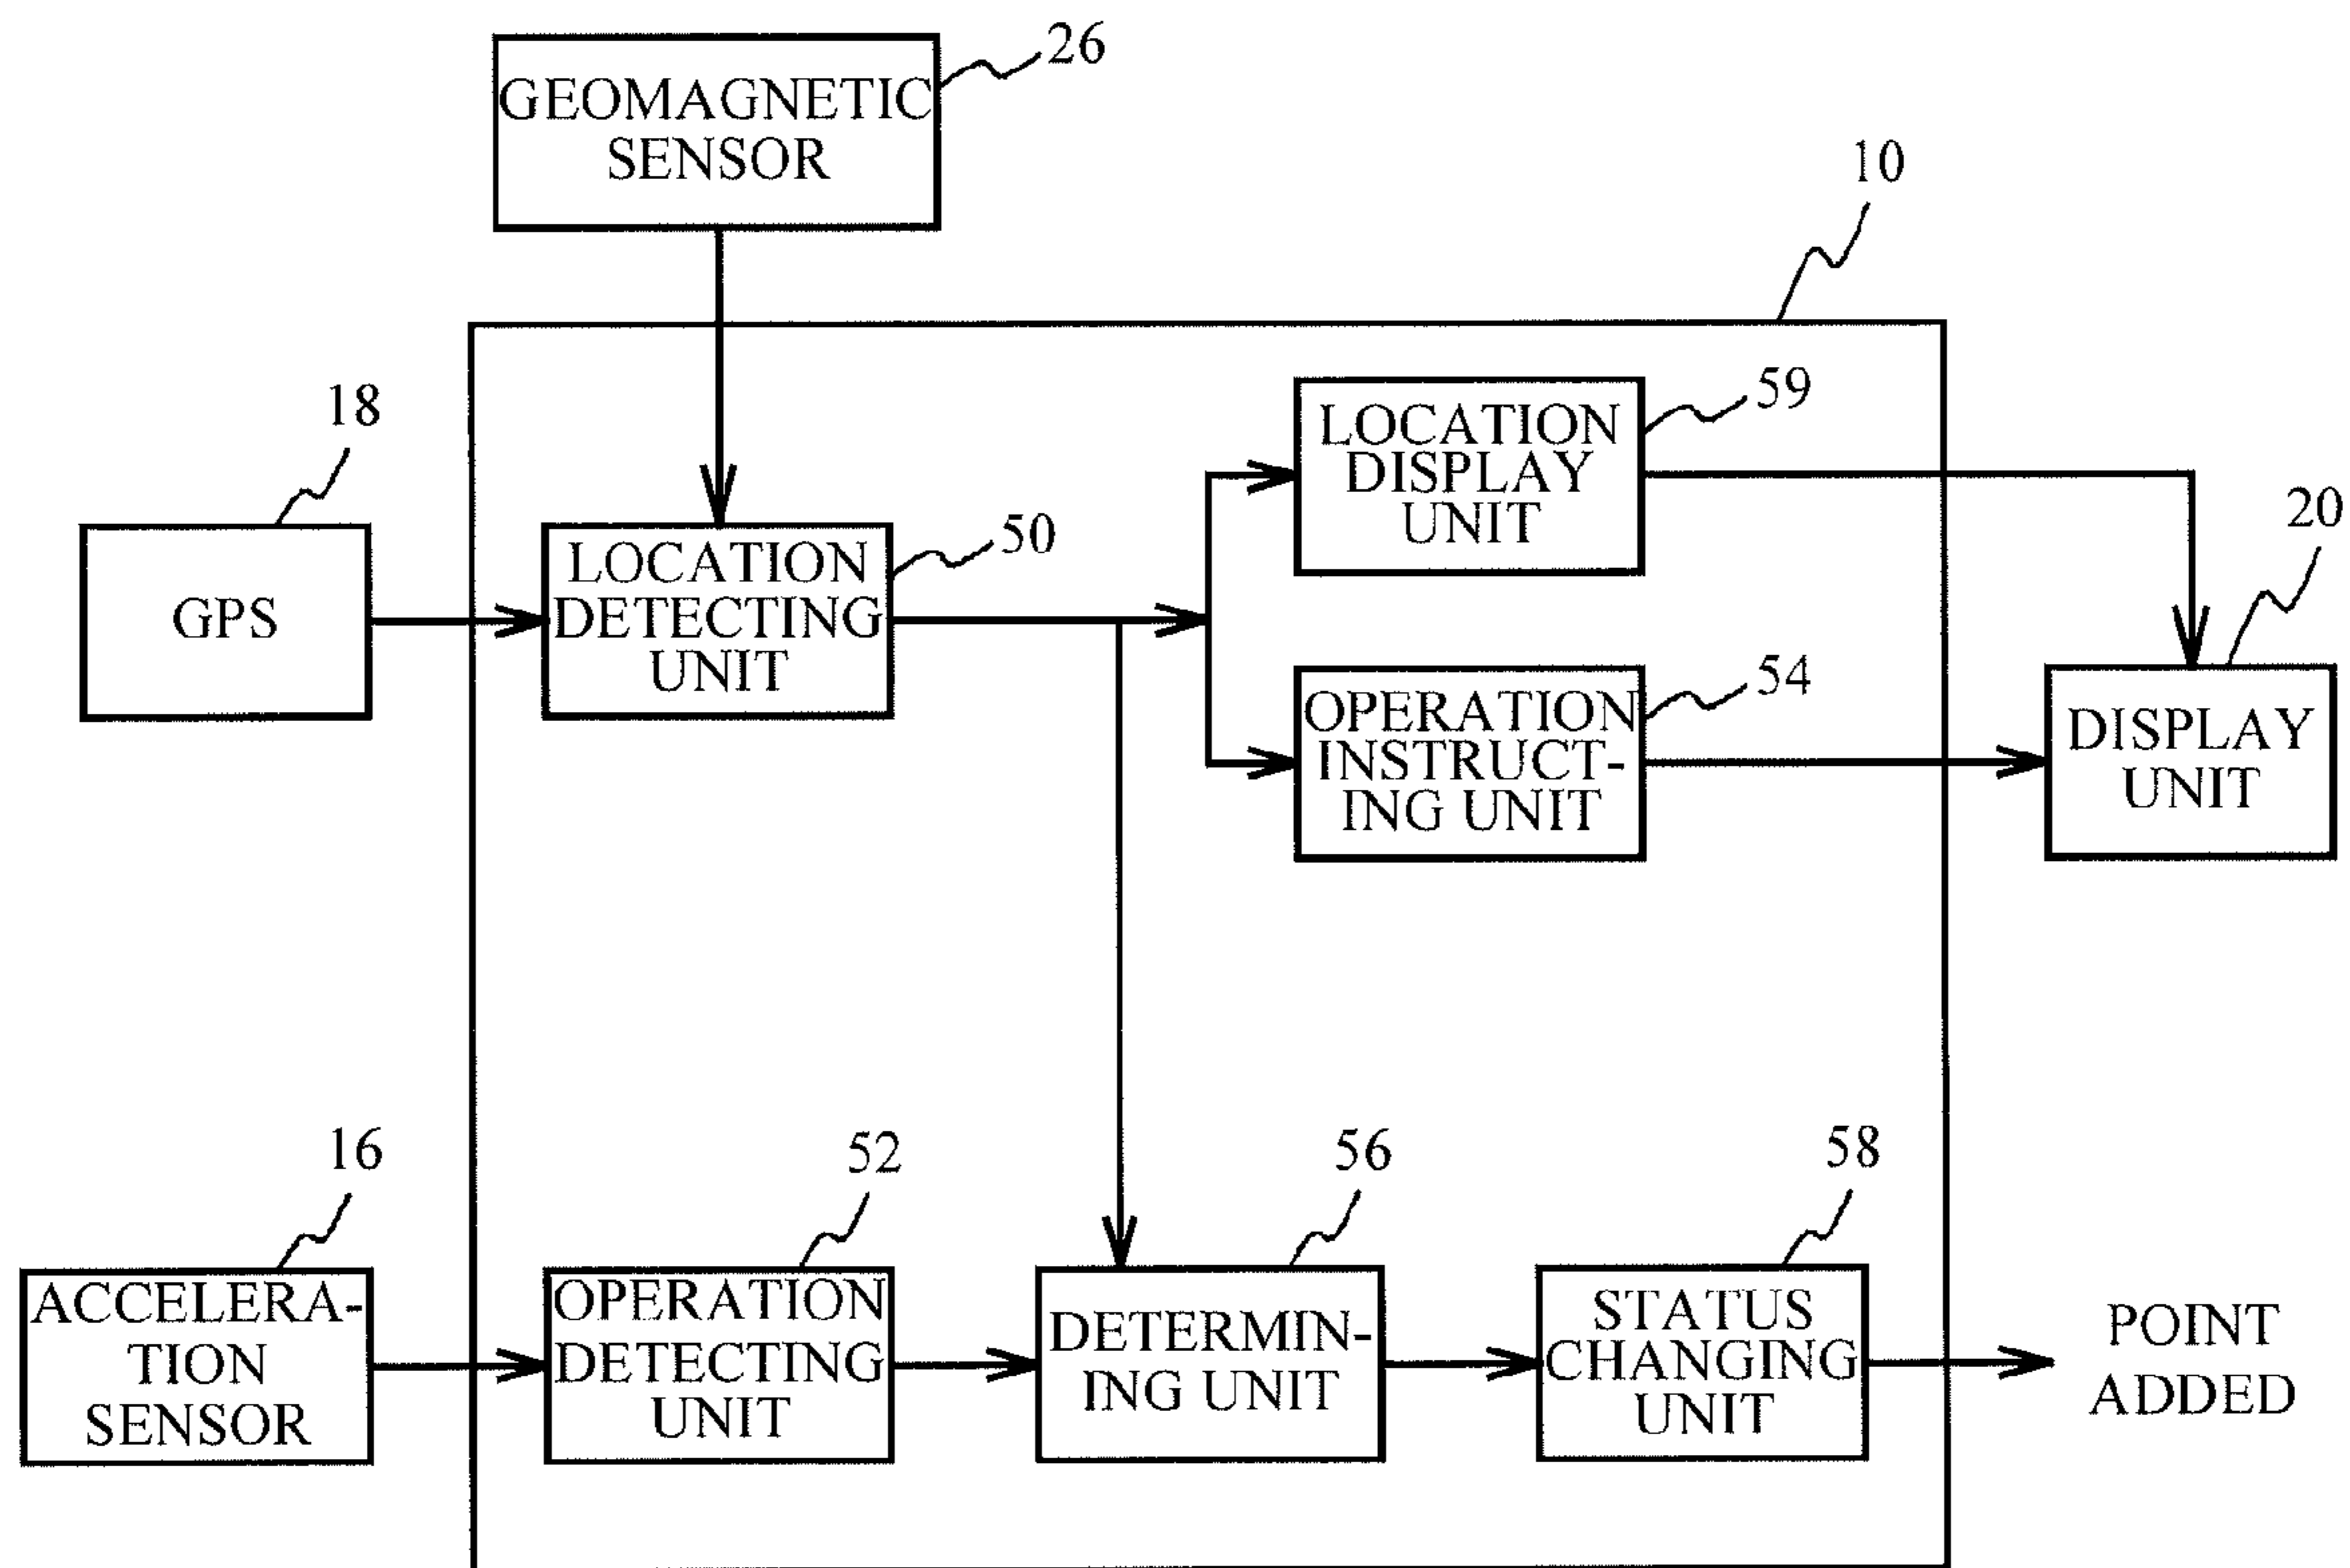 26
GEOMAGNETIC
SENSOR
10
18
59
LOCATION
DISPLAY
UNIT
20
50
GPS
LOCATION
DETECTING
UNIT
54
OPERATION
INSTRUCT-
ING UNIT
DISPLAY
UNIT
16
52
56
58
ACCELERA-
TION
SENSOR
OPERATION
DETECTING
UNIT
DETERMIN-
ING UNIT
STATUS
CHANGING
UNIT
POINT
ADDED